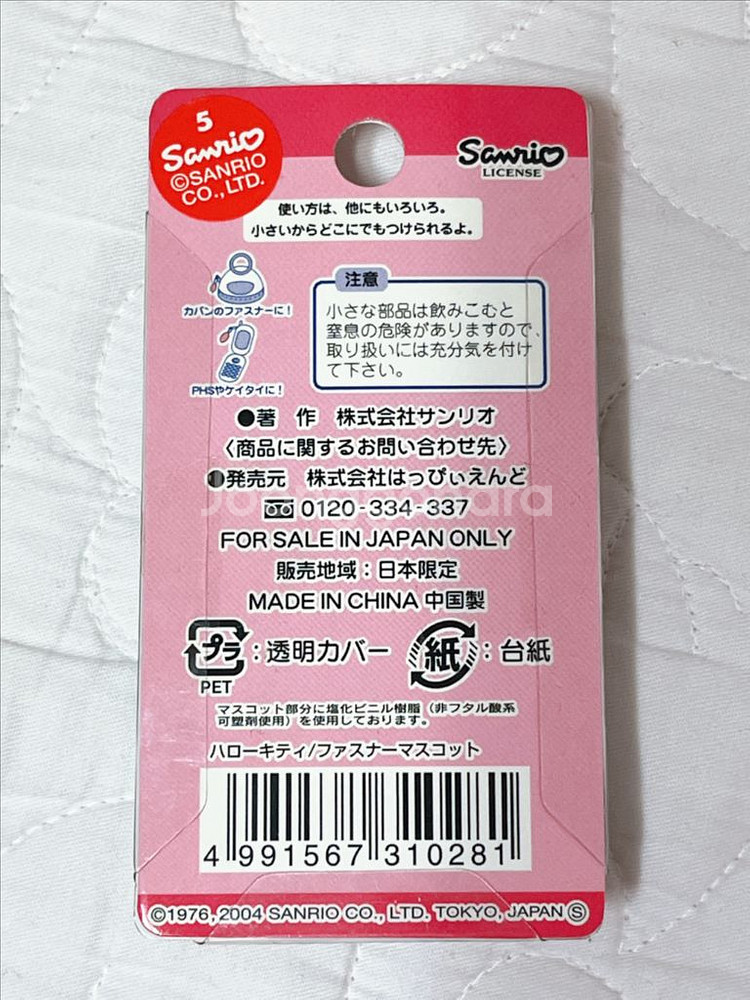 5
Sanrio
©SANRIO
CO., LTD.
Sanrio
LICENSE
使い方は、他にもいろいろ。
小さいからどこにでもつけられるよ。
カバンのファスナーに!
PHSやケイタイに!
注意
小さな部品は飲みこむと
窒息の危険がありますので、
取り扱いには充分気を付け
て下さい。
●著 作 株式会社サンリオ
〈商品に関するお問い合わせ先〉
●発売元 株式会社はっぴぃえんど
0120-334-337
Joonggonara
FOR SALE IN JAPAN ONLY
販売地域:日本限定
MADE IN CHINA 中国製
プラ:透明カバー 紙:台紙
PET
マスコット部分に塩化ビニル樹脂(非フタル酸系
可塑剤使用)を使用しております。
ハローキティ/ファスナーマスコット
4 991567 310281
©1976, 2004 SANRIO CO., LTD. TOKYO, JAPAN Ⓢ